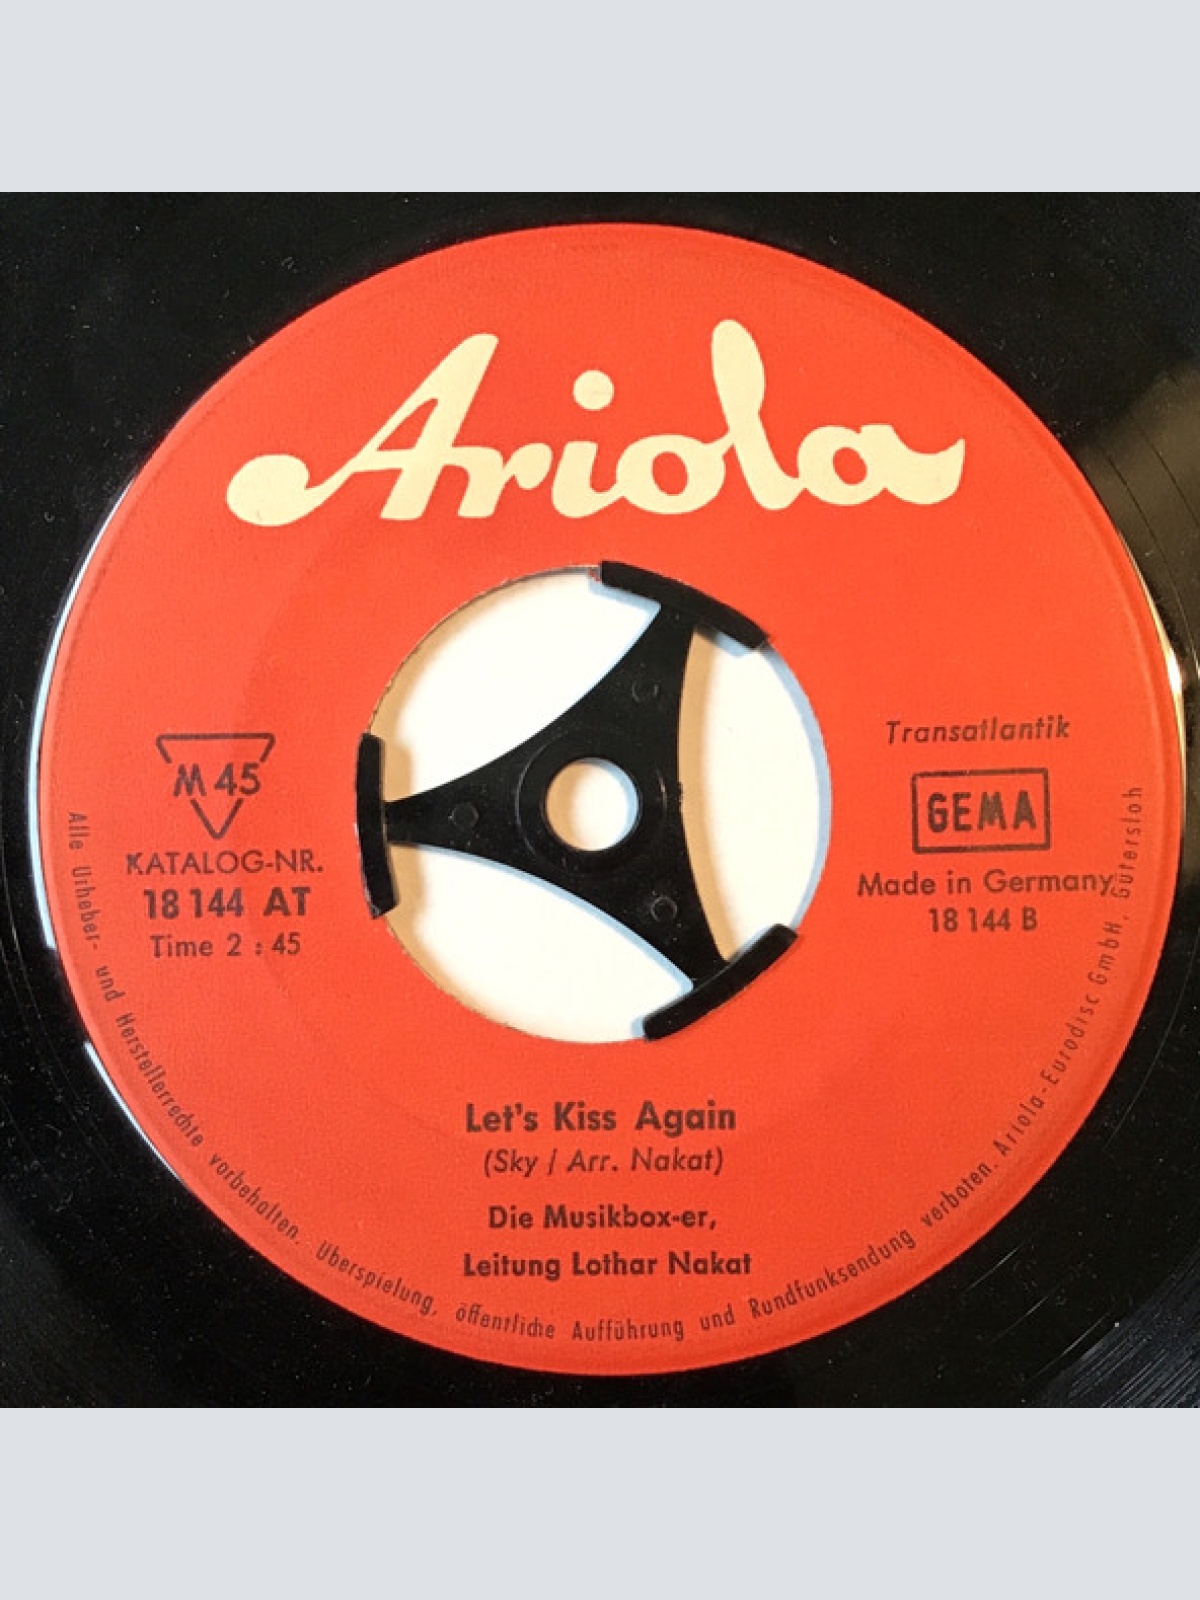 Ariola
M 45
KATALOG-NR.
18 144 AT
Time 2 : 45
Transatlantik
GEMA
Made in Germany
18 144 B
Let's Kiss Again
(Sky / Arr. Nakat)
Die Musikbox-er,
Leitung Lothar Nakat
Alle Urheber- und Herstellerrechte vorbehalten. Überspielung, öffentliche Aufführung und Rundfunksendung verboten. Ariola-Eurodisc GmbH, Gütersloh